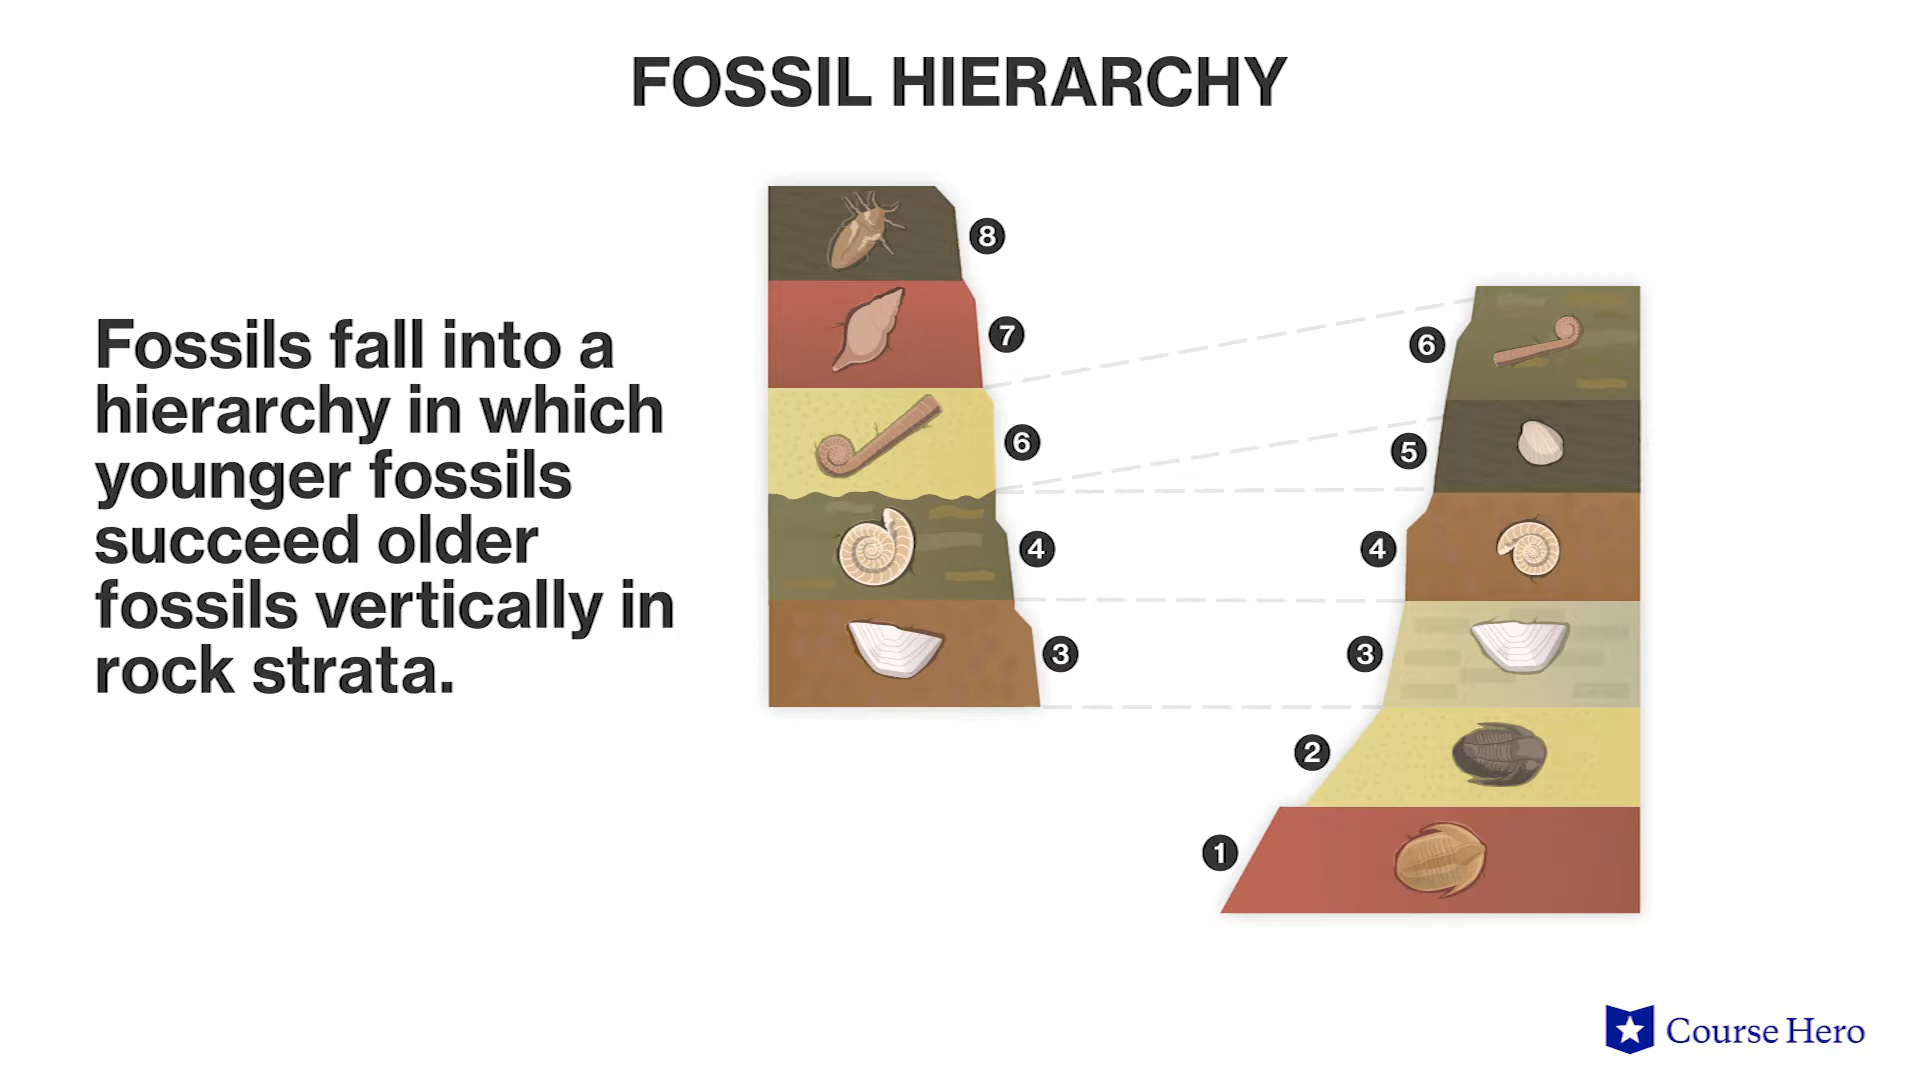 FOSSIL HIERARCHY
Fossils fall into a
hierarchy in which
younger fossils
succeed older
fossils vertically in
rock strata.
8
7
6
4
3
6
5
4
3
2
1
Course Hero